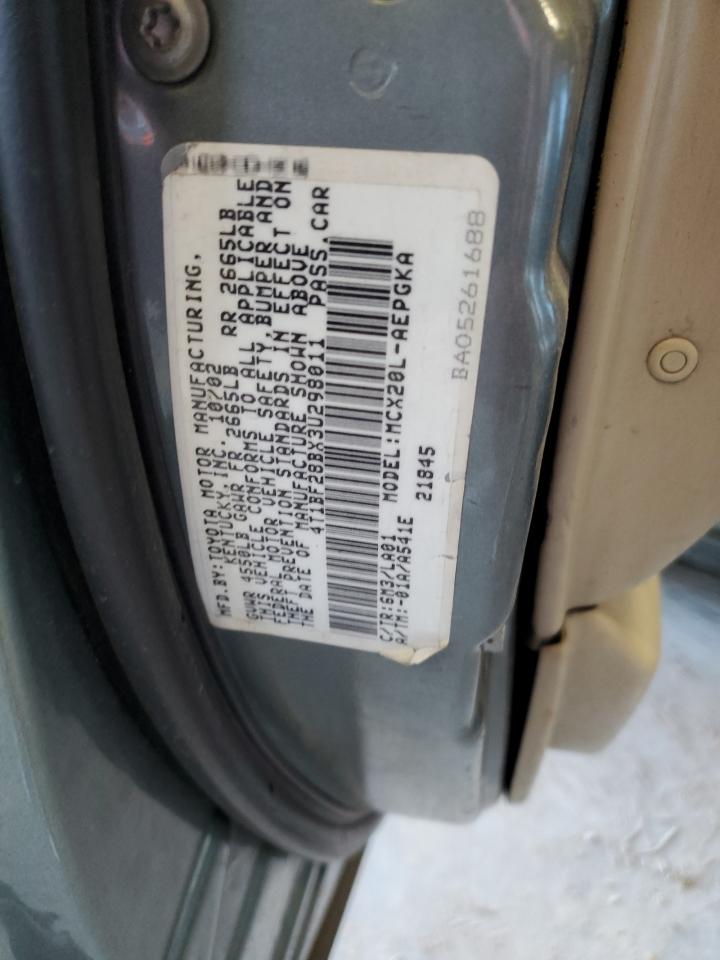 MFD.BY:TOYOTA MOTOR MANUFACTURING,
KENTUCKY,INC. 10/02
GVWR 4550LB GAWR FR 2665LB RR 2665LB
THIS VEHICLE CONFORMS TO ALL APPLICABLE
FEDERAL MOTOR VEHICLE SAFETY,BUMPER AND
THEFT PREVENTION STANDARDS IN EFFECT ON
THE DATE OF MANUFACTURE SHOWN ABOVE
4T1BF28BX3U298011 PASS.CAR
C/TR:6M3/LA01 MODEL:MCX20L-AEPGKA
A/TM:-01A/A541E 21845
BA05261688